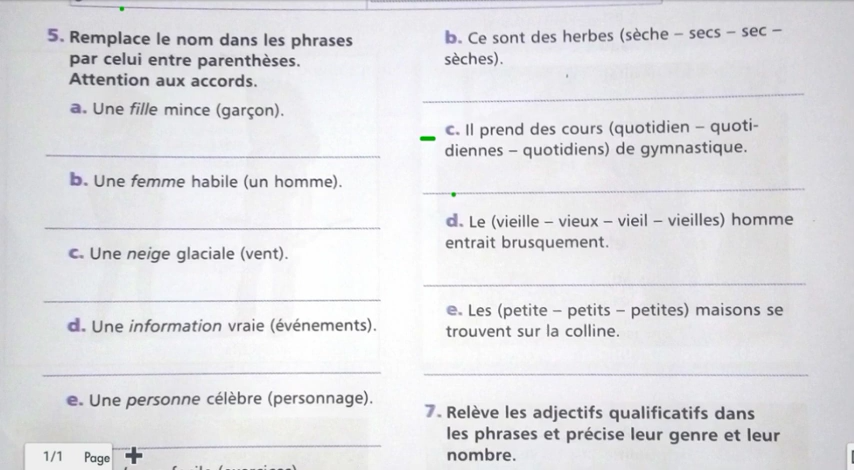 5. Remplace le nom dans les phrases
par celui entre parenthèses.
Attention aux accords.
a. Une fille mince (garçon).
b. Une femme habile (un homme).
c. Une neige glaciale (vent).
d. Une information vraie (événements).
e. Une personne célèbre (personnage).
b. Ce sont des herbes (sèche – secs – sec –
sèches).
c. Il prend des cours (quotidien – quoti-
diennes – quotidiens) de gymnastique.
d. Le (vieille – vieux – vieil – vieilles) homme
entrait brusquement.
e. Les (petite – petits – petites) maisons se
trouvent sur la colline.
7. Relève les adjectifs qualificatifs dans
les phrases et précise leur genre et leur
nombre.
1/1 Page